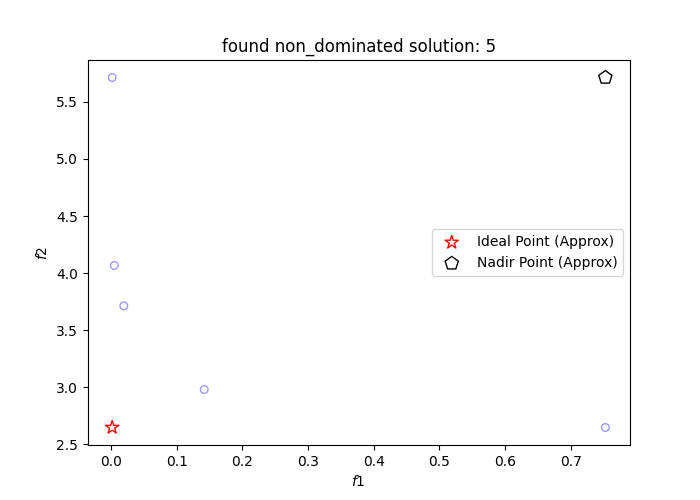 found non_dominated solution: 5
5.5
5.0
4.5
4.0
3.5
3.0
2.5
f2
Ideal Point (Approx)
Nadir Point (Approx)
0.0 0.1 0.2 0.3 0.4 0.5 0.6 0.7
f1